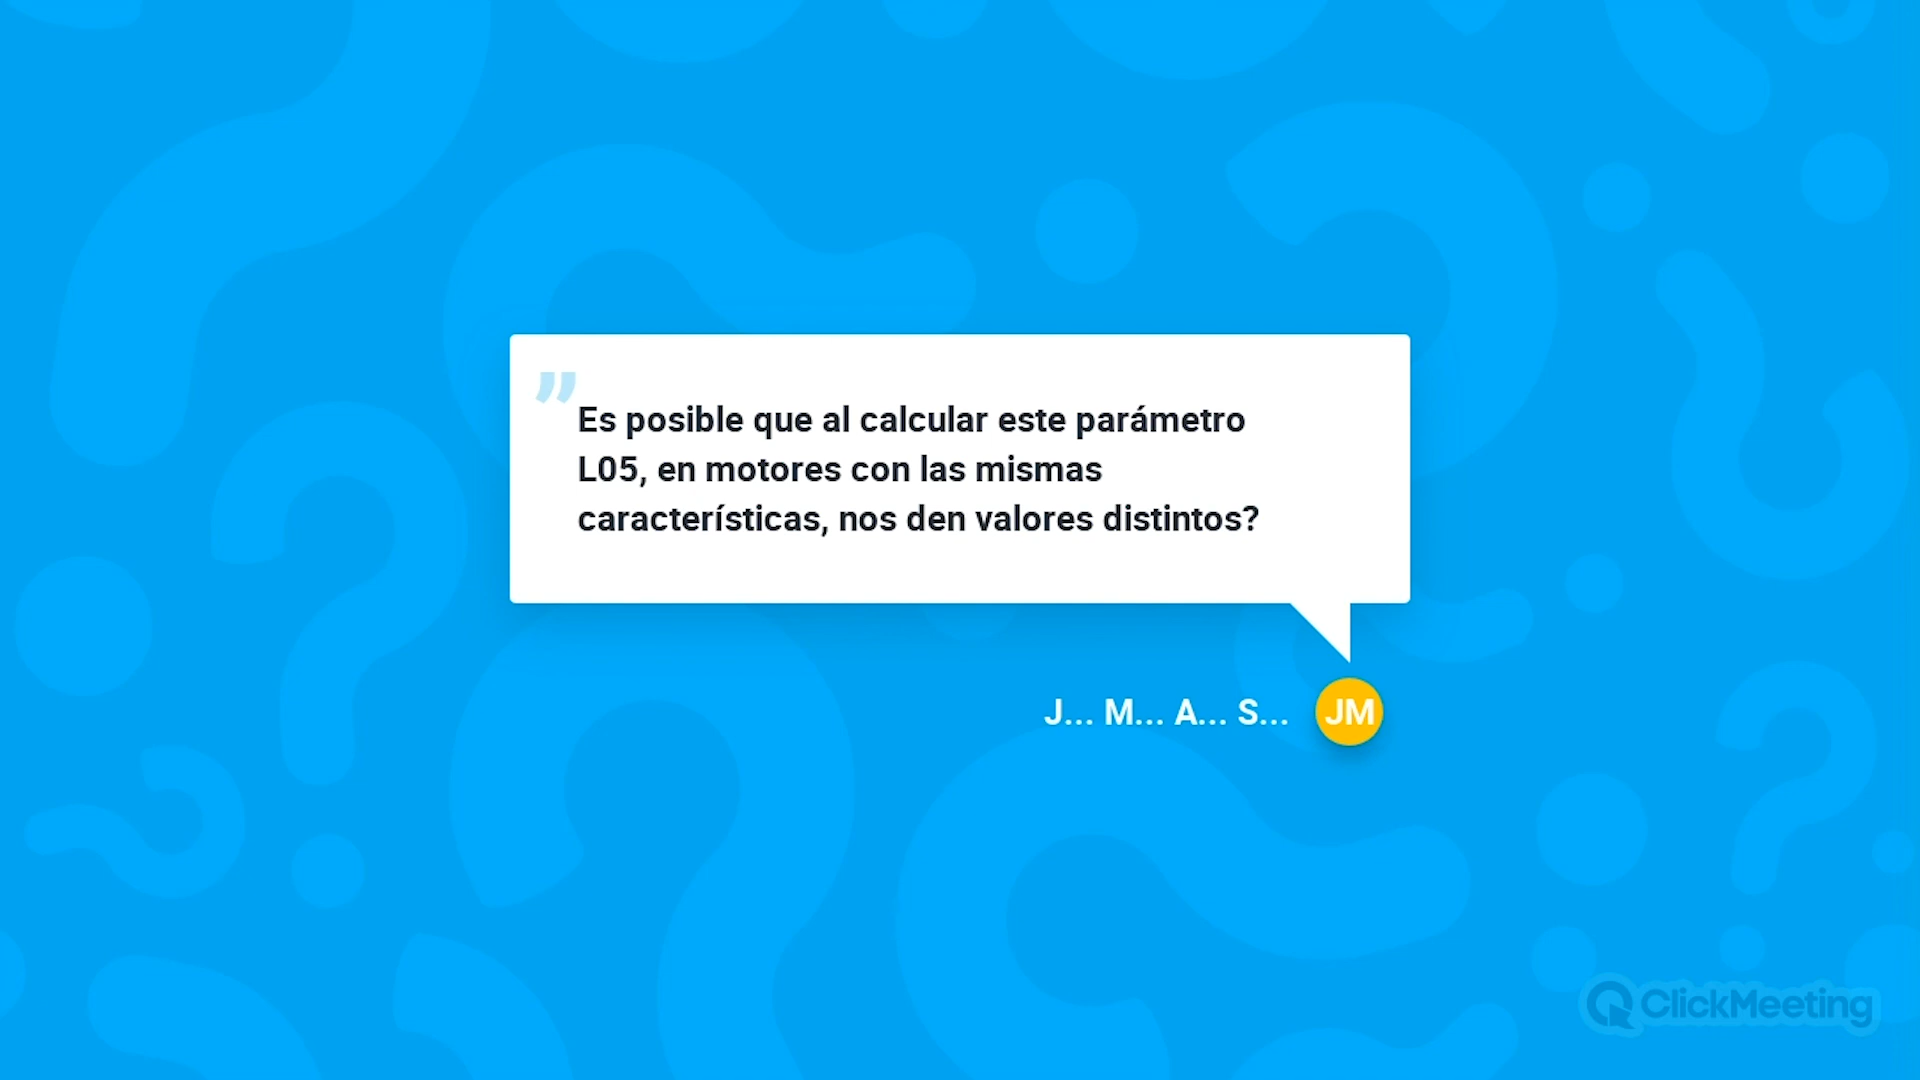 Es posible que al calcular este parámetro
L05, en motores con las mismas
características, nos den valores distintos?
J... M... A... S...
JM
ClickMeeting